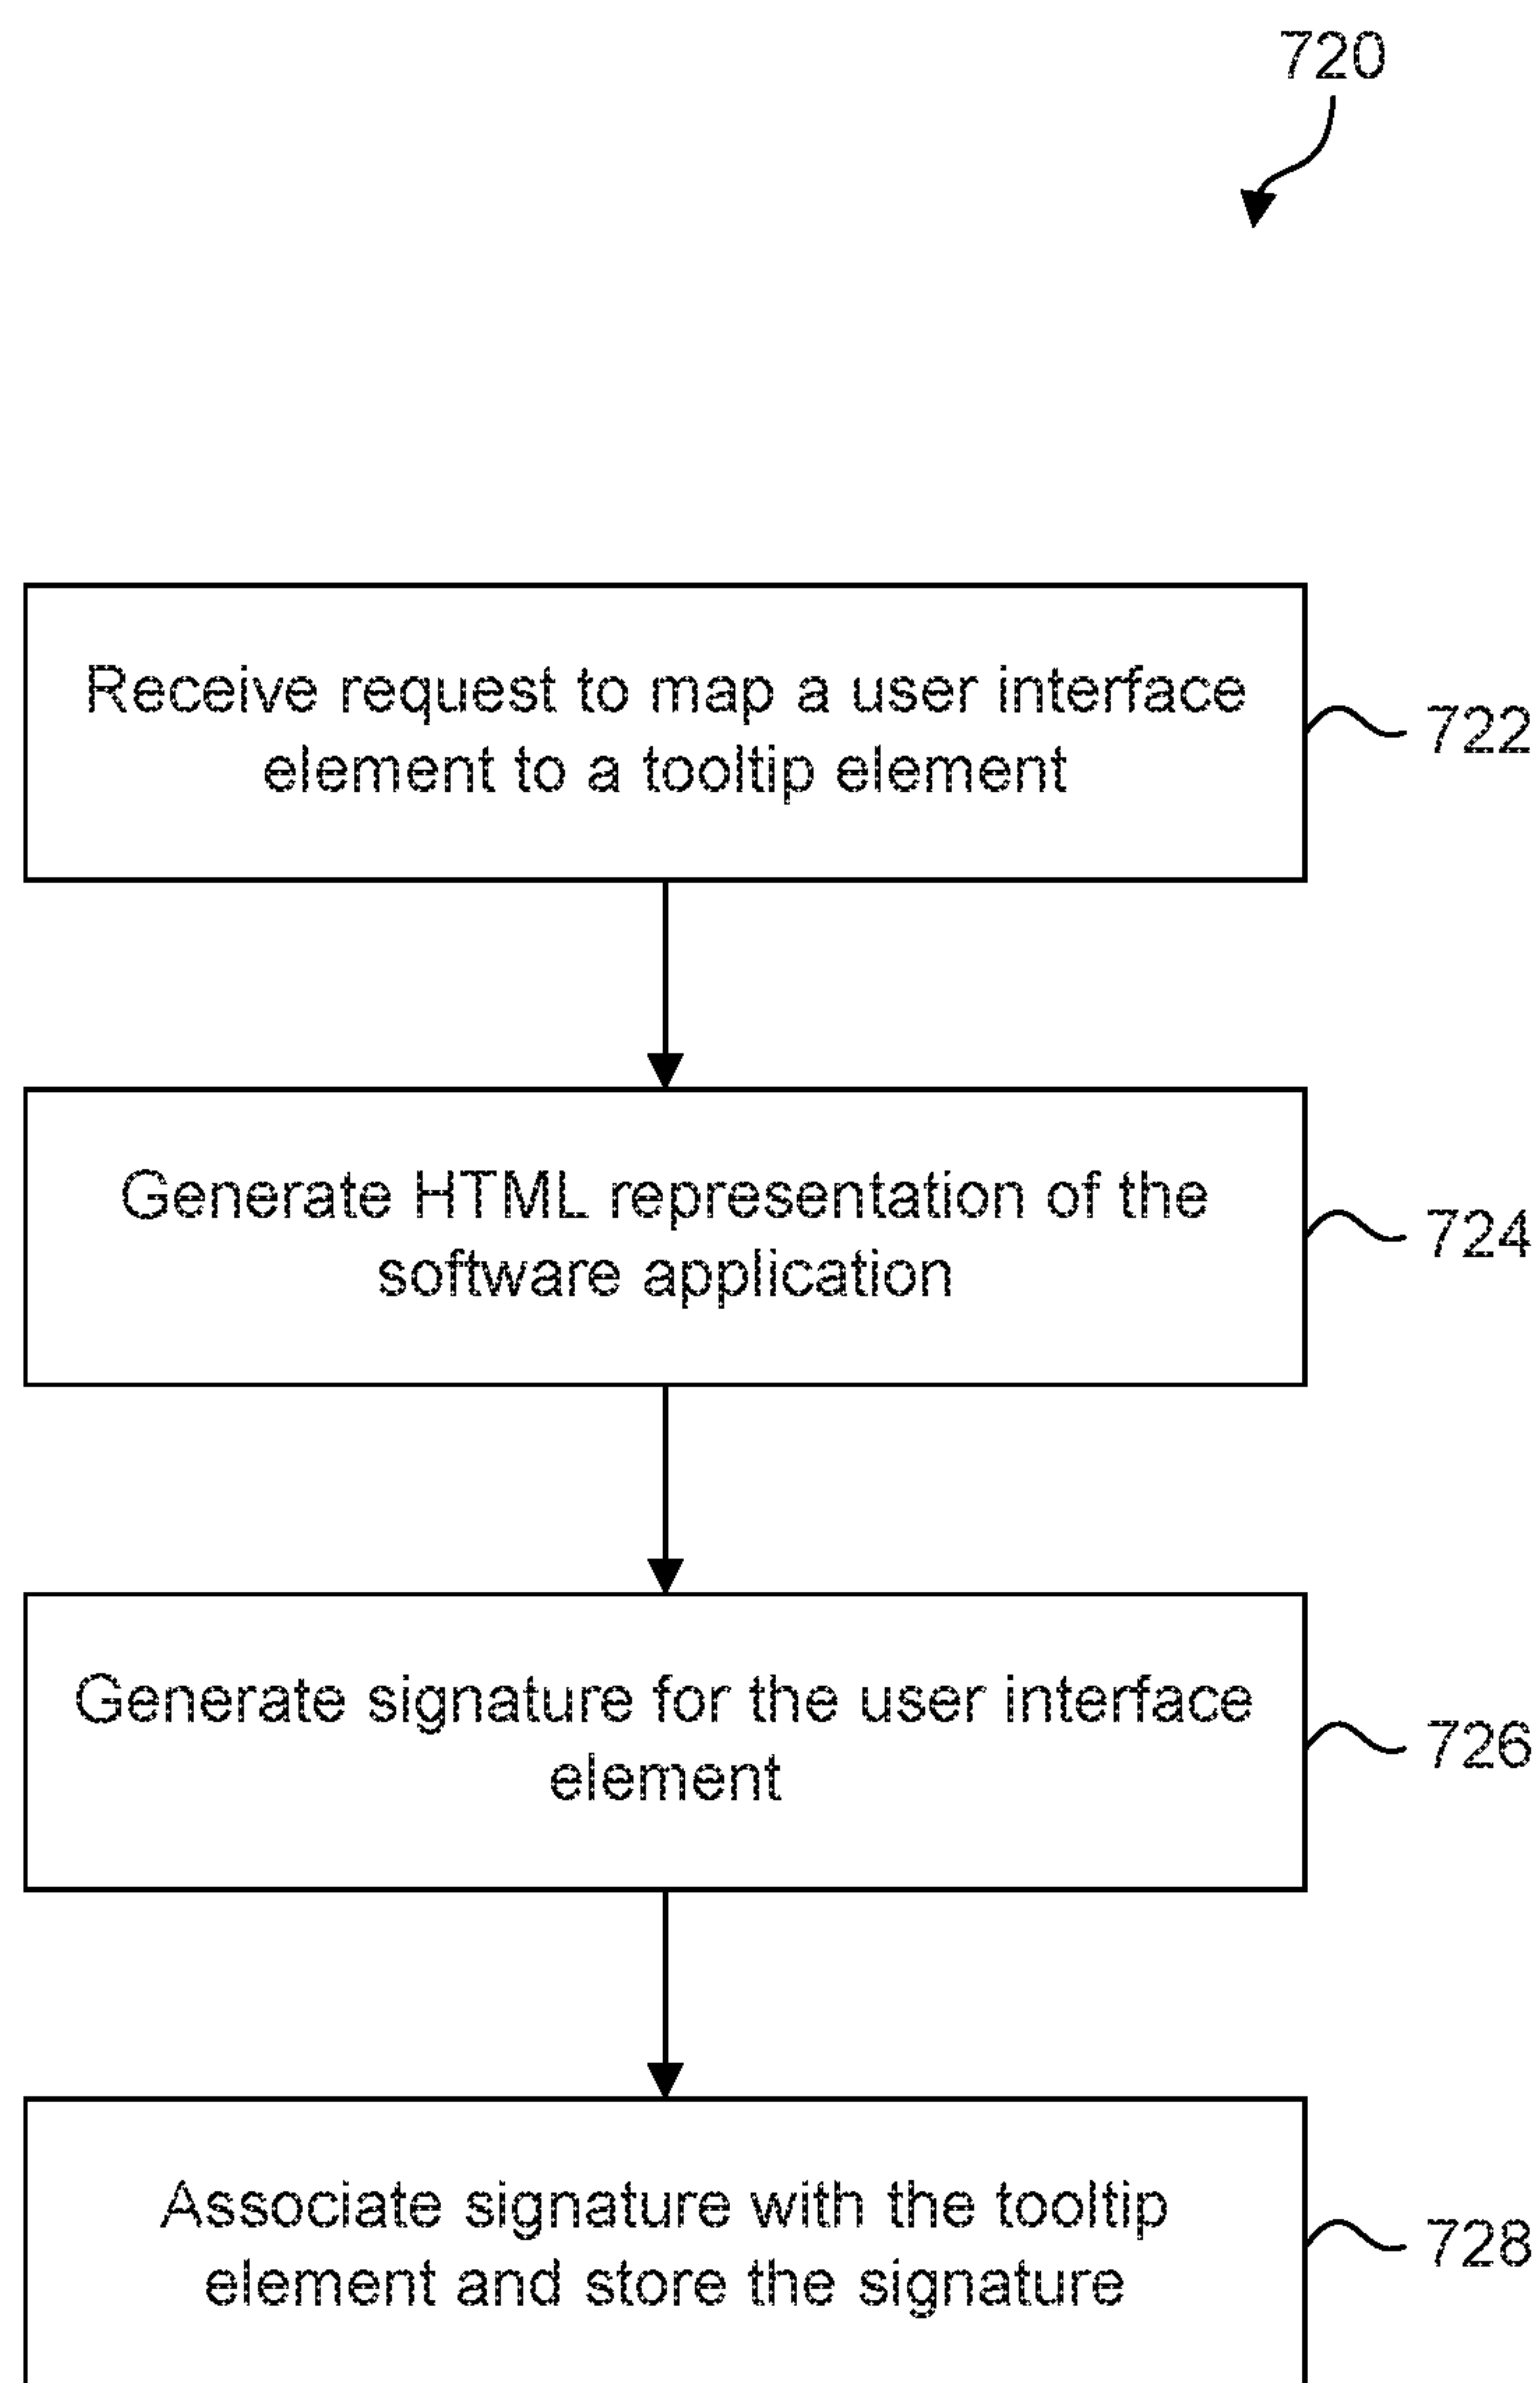 720
Receive request to map a user interface
element to a tooltip element
722
Generate HTML representation of the
software application
724
Generate signature for the user interface
element
726
Associate signature with the tooltip
element and store the signature
728